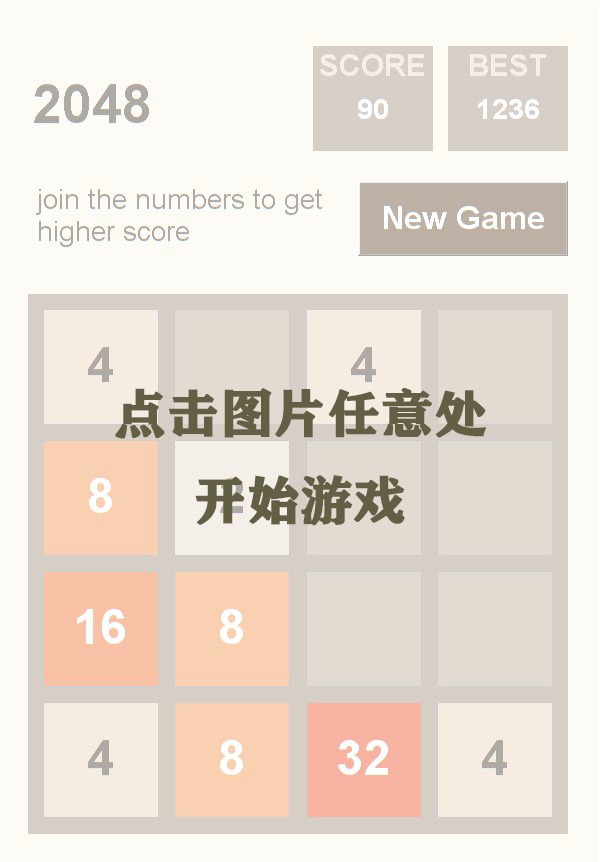 2048
SCORE
90
BEST
1236
join the numbers to get
higher score
New Game
4 4
点击图片任意处
8 2
开始游戏
16 8
4 8 32 4